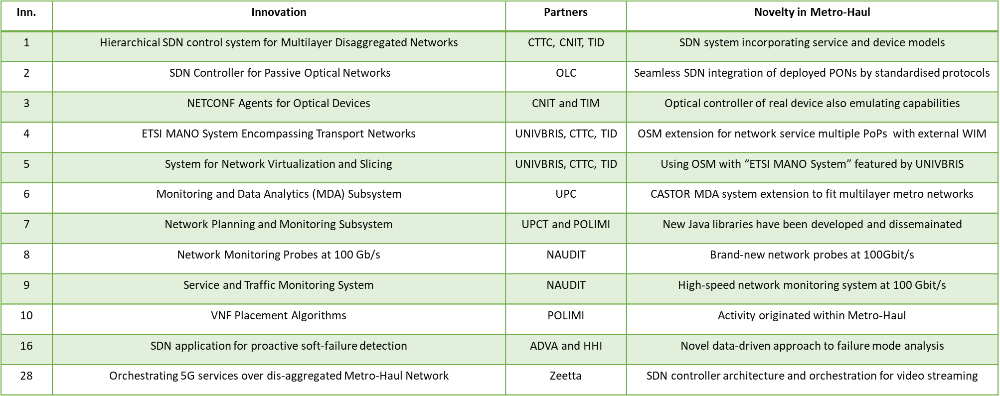 Inn. Innovation Partners Novelty in Metro-Haul
1 Hierarchical SDN control system for Multilayer Disaggregated Networks CTTC, CNIT, TID SDN system incorporating service and device models
2 SDN Controller for Passive Optical Networks OLC Seamless SDN integration of deployed PONs by standardised protocols
3 NETCONF Agents for Optical Devices CNIT and TIM Optical controller of real device also emulating capabilities
4 ETSI MANO System Encompassing Transport Networks UNIVBRIS, CTTC, TID OSM extension for network service multiple PoPs with external WIM
5 System for Network Virtualization and Slicing UNIVBRIS, CTTC, TID Using OSM with “ETSI MANO System” featured by UNIVBRIS
6 Monitoring and Data Analytics (MDA) Subsystem UPC CASTOR MDA system extension to fit multilayer metro networks
7 Network Planning and Monitoring Subsystem UPCT and POLIMI New Java libraries have been developed and dissemainated
8 Network Monitoring Probes at 100 Gb/s NAUDIT Brand-new network probes at 100Gbit/s
9 Service and Traffic Monitoring System NAUDIT High-speed network monitoring system at 100 Gbit/s
10 VNF Placement Algorithms POLIMI Activity originated within Metro-Haul
16 SDN application for proactive soft-failure detection ADVA and HHI Novel data-driven approach to failure mode analysis
28 Orchestrating 5G services over dis-aggregated Metro-Haul Network Zeetta SDN controller architecture and orchestration for video streaming